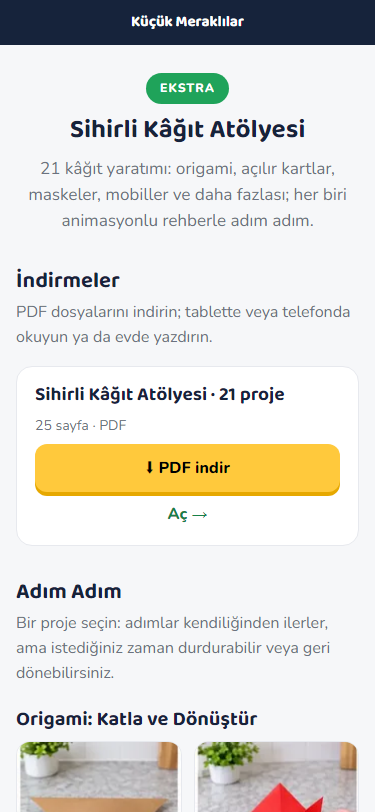 Küçük Meraklılar
EKSTRA
Sihirli Kâğıt Atölyesi
21 kâğıt yaratımı: origami, açılır kartlar,
maskeler, mobiller ve daha fazlası; her biri
animasyonlu rehberle adım adım.
İndirmeler
PDF dosyalarını indirin; tablette veya telefonda
okuyun ya da evde yazdırın.
Sihirli Kâğıt Atölyesi · 21 proje
25 sayfa · PDF
⬇ PDF indir
Aç →
Adım Adım
Bir proje seçin: adımlar kendiliğinden ilerler,
ama istediğiniz zaman durdurabilir veya geri
dönebilirsiniz.
Origami: Katla ve Dönüştür